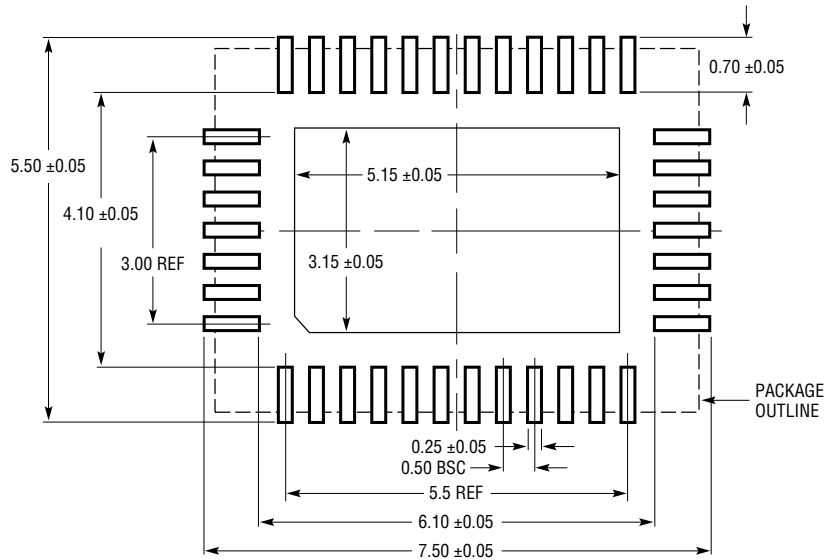 0.70 ±0.05
5.50 ±0.05
5.15 ±0.05
4.10 ±0.05
3.00 REF
3.15 ±0.05
PACKAGE
OUTLINE
0.25 ±0.05
0.50 BSC
5.5 REF
6.10 ±0.05
7.50 ±0.05